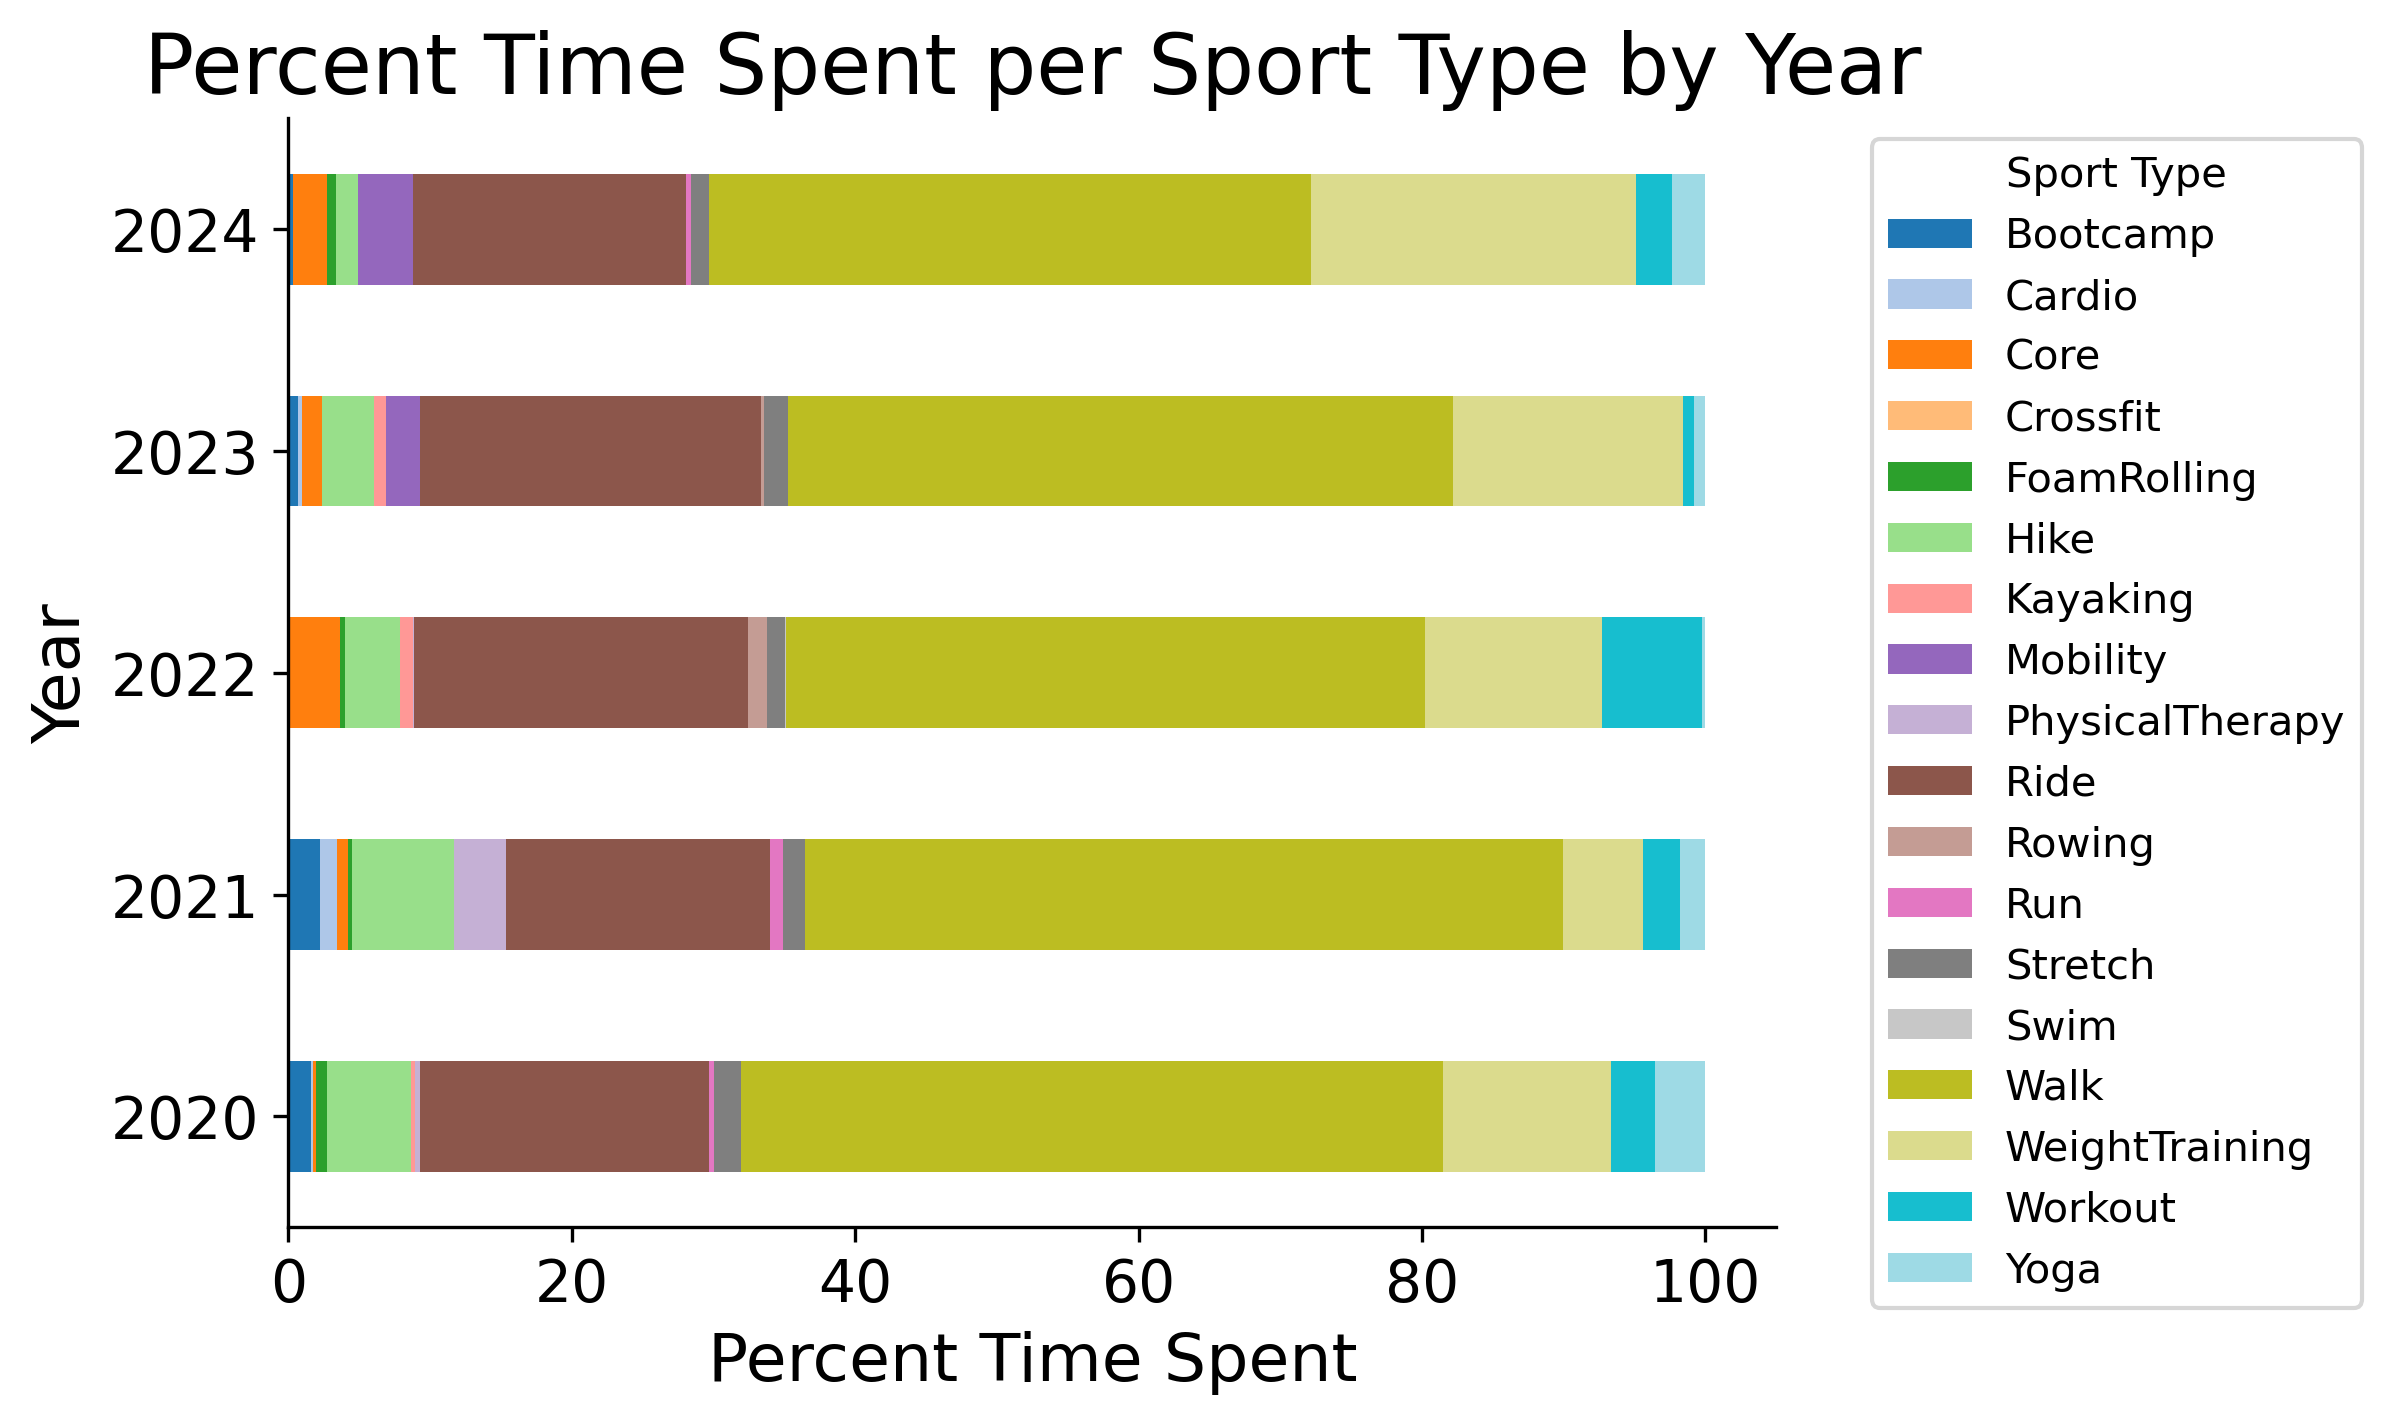 Percent Time Spent per Sport Type by Year
Year
2024
2023
2022
2021
2020
0 20 40 60 80 100
Percent Time Spent
Sport Type
Bootcamp
Cardio
Core
Crossfit
FoamRolling
Hike
Kayaking
Mobility
PhysicalTherapy
Ride
Rowing
Run
Stretch
Swim
Walk
WeightTraining
Workout
Yoga